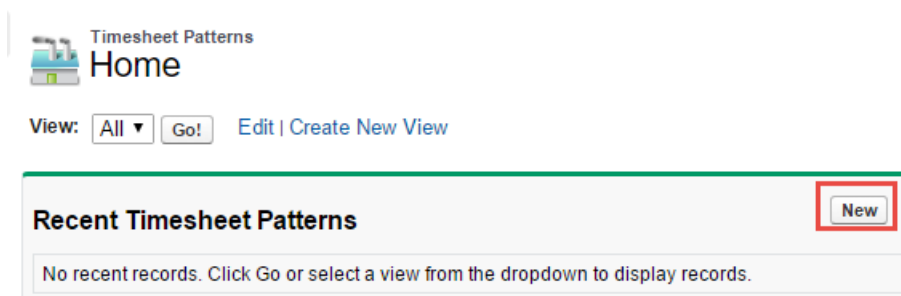 Timesheet Patterns
Home
View: All Go! Edit | Create New View
Recent Timesheet Patterns New
No recent records. Click Go or select a view from the dropdown to display records.